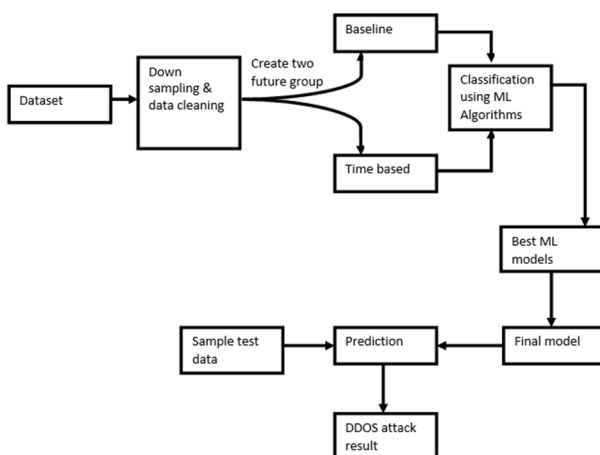 Baseline
Create two
future group
Down
sampling &
data cleaning
Dataset
Classification
using ML
Algorithms
Time based
Best ML
models
Sample test
data
Prediction
Final model
DDOS attack
result